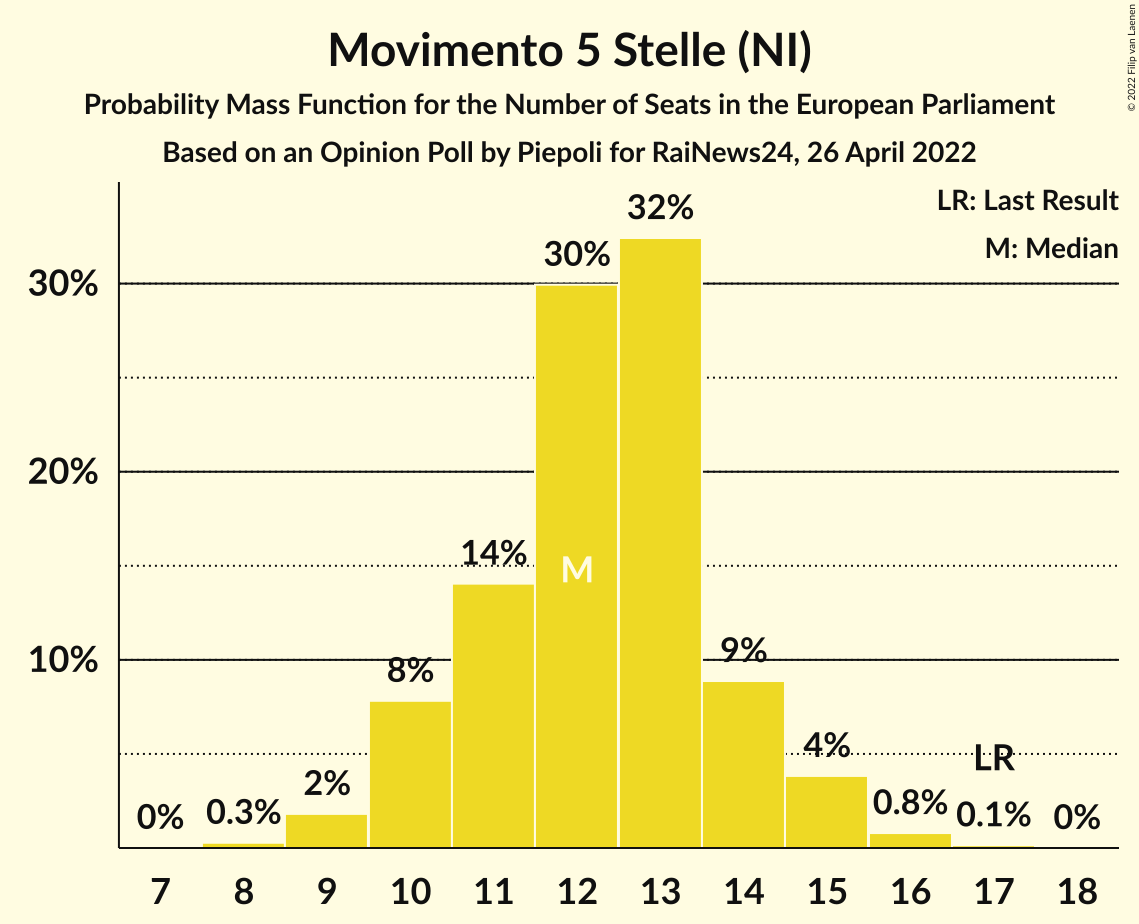 Movimento 5 Stelle (NI)
Probability Mass Function for the Number of Seats in the European Parliament
Based on an Opinion Poll by Piepoli for RaiNews24, 26 April 2022
© 2022 Filip van Laenen
LR: Last Result
M: Median
30%
20%
10%
0%
0.3%
2%
8%
14%
30%
32%
9%
4%
0.8%
0.1%
0%
M
LR
7 8 9 10 11 12 13 14 15 16 17 18